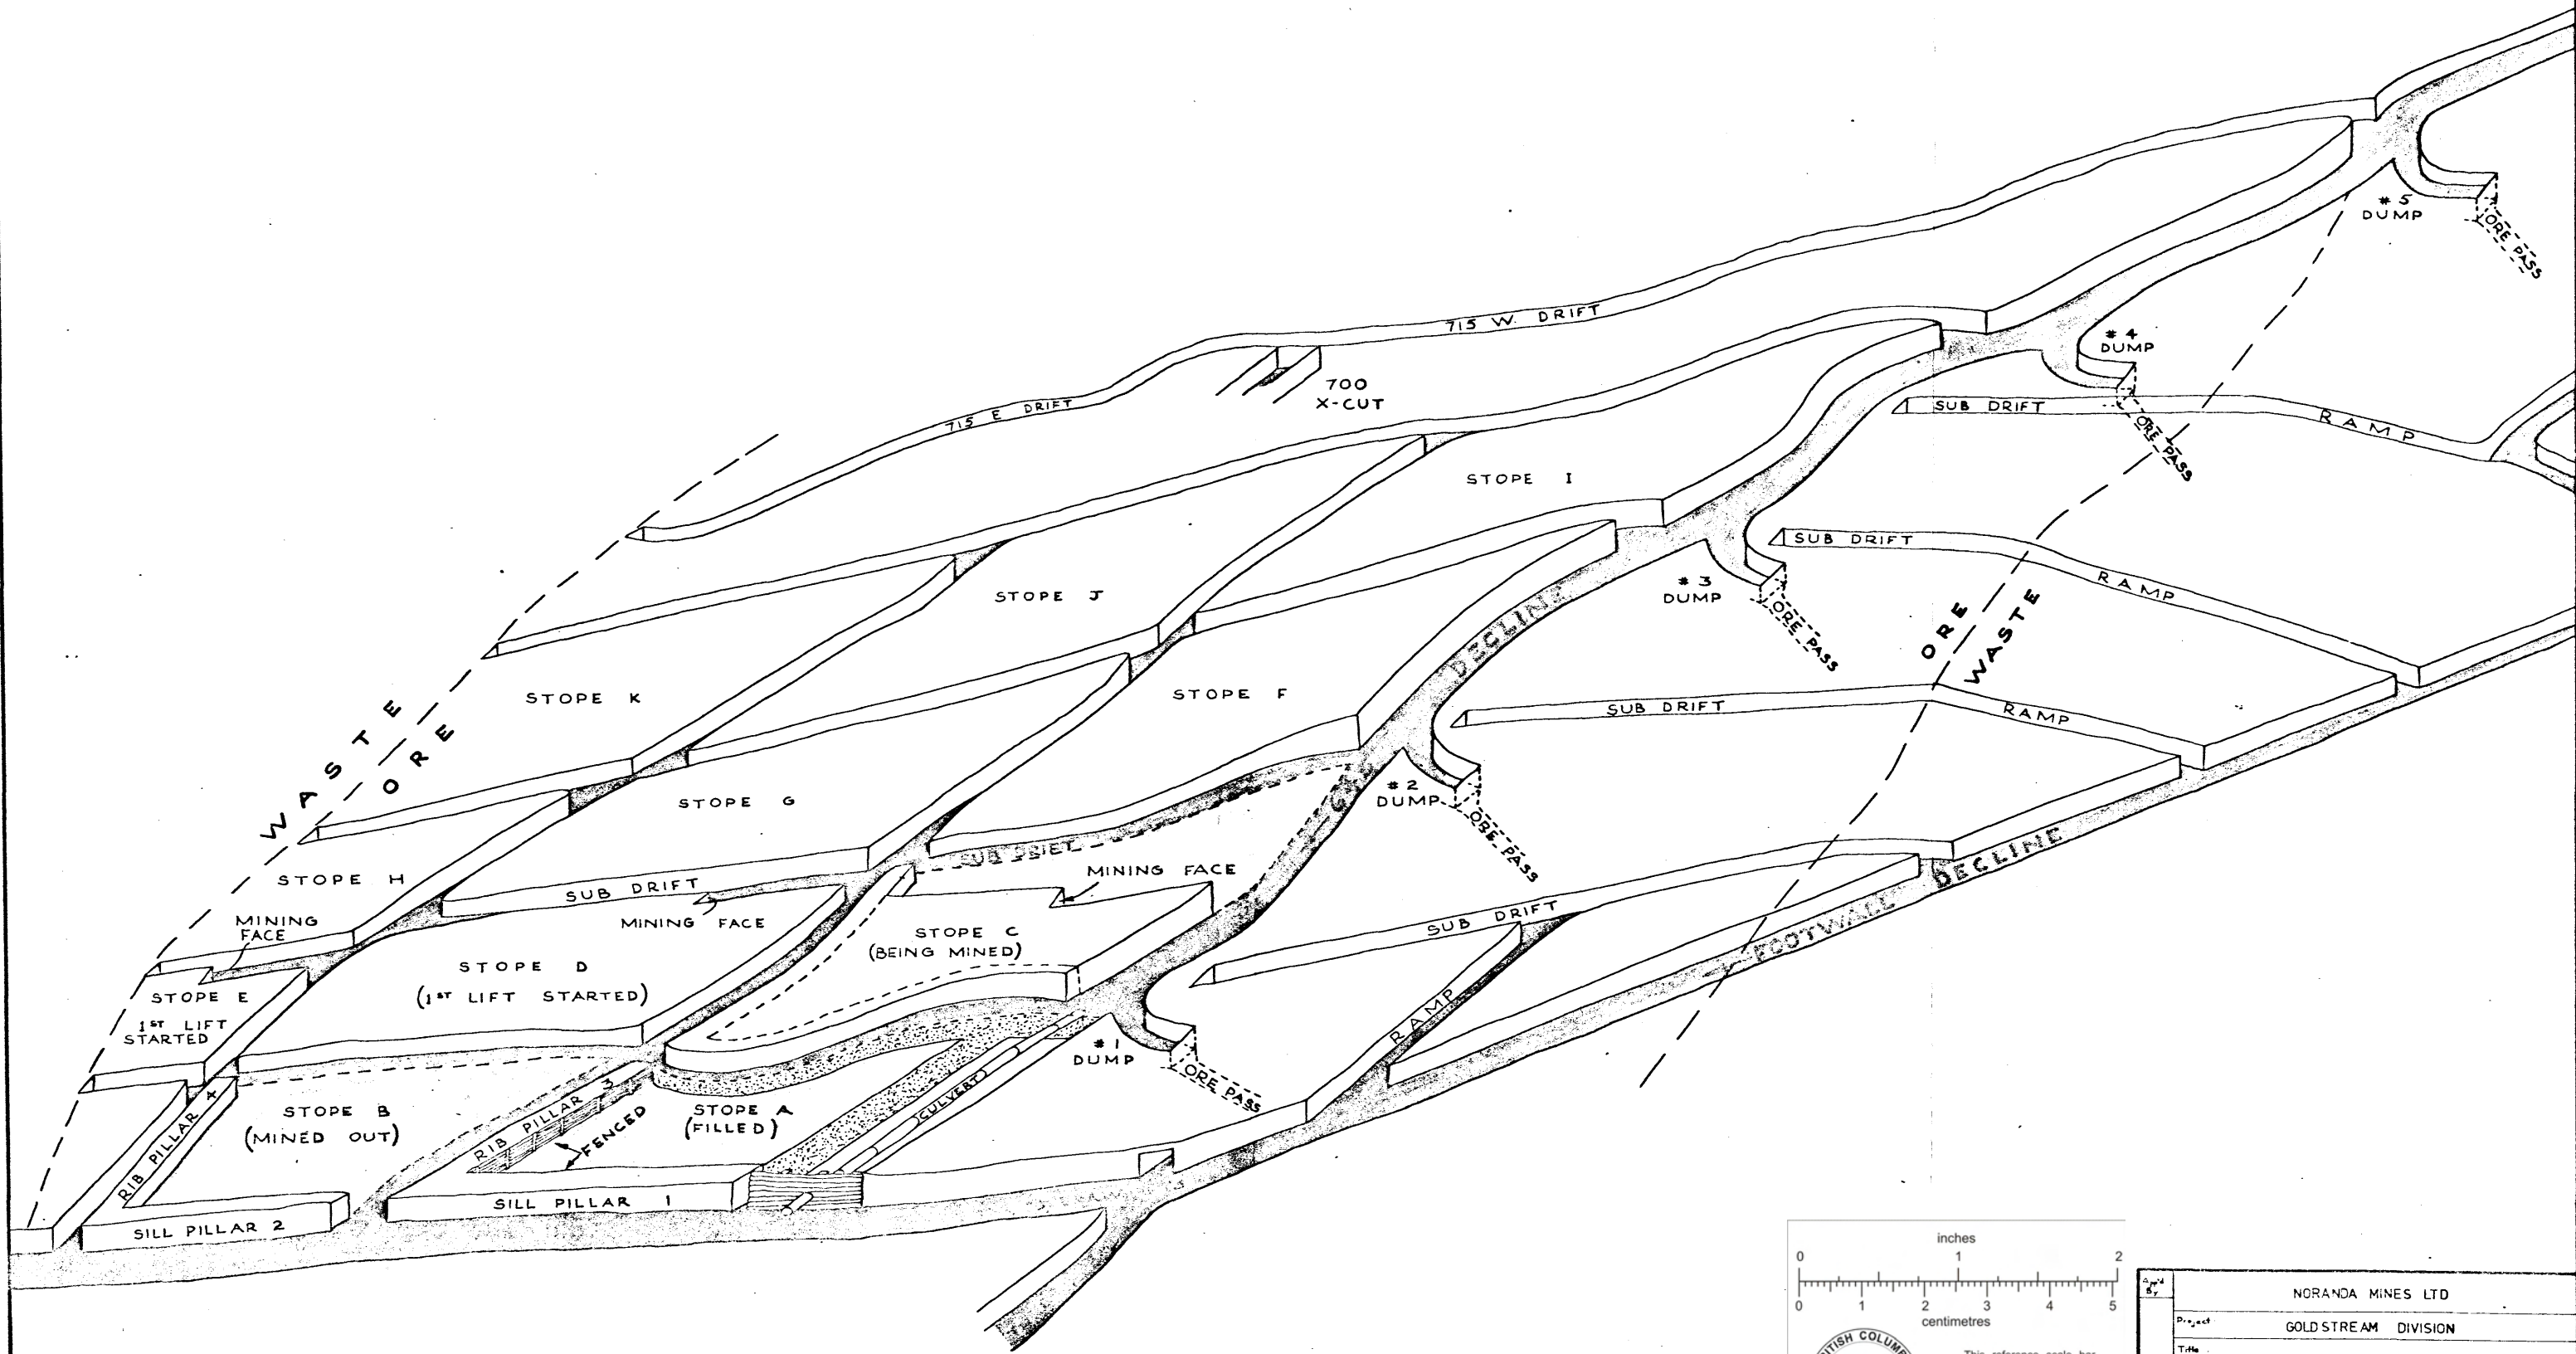 # 5
DUMP
ORE PASS
715 W. DRIFT
# 4
DUMP
ORE PASS
SUB DRIFT
RAMP
700
X-CUT
715 E DRIFT
STOPE I
SUB DRIFT
RAMP
# 3
DUMP
ORE PASS
DECLINE
STOPE J
ORE
WASTE
STOPE K
STOPE F
SUB DRIFT
RAMP
WASTE
ORE
# 2
DUMP
ORE PASS
STOPE G
SUB DRIFT
MINING FACE
STOPE H
SUB DRIFT
MINING FACE
MINING
FACE
STOPE C
(BEING MINED)
SUB DRIFT
FOOTWALL DECLINE
STOPE D
(1ST LIFT STARTED)
STOPE E
1ST LIFT
STARTED
# 1
DUMP
ORE PASS
RAMP
CULVERT
STOPE B
(MINED OUT)
RIB PILLAR 3
FENCED
STOPE A
(FILLED)
RIB PILLAR 4
SILL PILLAR 1
SILL PILLAR 2
inches
0 1 2
0 1 2 3 4 5
centimetres
App'd
By
NORANDA MINES LTD
Project
GOLDSTREAM DIVISION
Title